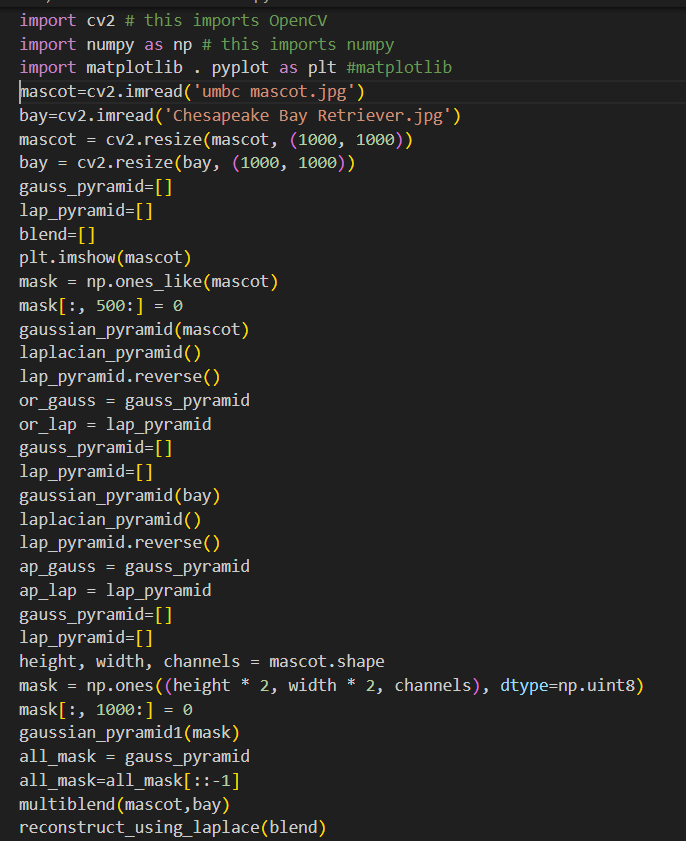 import cv2 # this imports OpenCV
import numpy as np # this imports numpy
import matplotlib . pyplot as plt #matplotlib
mascot=cv2.imread('umbc mascot.jpg')
bay=cv2.imread('Chesapeake Bay Retriever.jpg')
mascot = cv2.resize(mascot, (1000, 1000))
bay = cv2.resize(bay, (1000, 1000))
gauss_pyramid=[]
lap_pyramid=[]
blend=[]
plt.imshow(mascot)
mask = np.ones_like(mascot)
mask[:, 500:] = 0
gaussian_pyramid(mascot)
laplacian_pyramid()
lap_pyramid.reverse()
or_gauss = gauss_pyramid
or_lap = lap_pyramid
gauss_pyramid=[]
lap_pyramid=[]
gaussian_pyramid(bay)
laplacian_pyramid()
lap_pyramid.reverse()
ap_gauss = gauss_pyramid
ap_lap = lap_pyramid
gauss_pyramid=[]
lap_pyramid=[]
height, width, channels = mascot.shape
mask = np.ones((height * 2, width * 2, channels), dtype=np.uint8)
mask[:, 1000:] = 0
gaussian_pyramid1(mask)
all_mask = gauss_pyramid
all_mask=all_mask[::-1]
multiblend(mascot,bay)
reconstruct_using_laplace(blend)